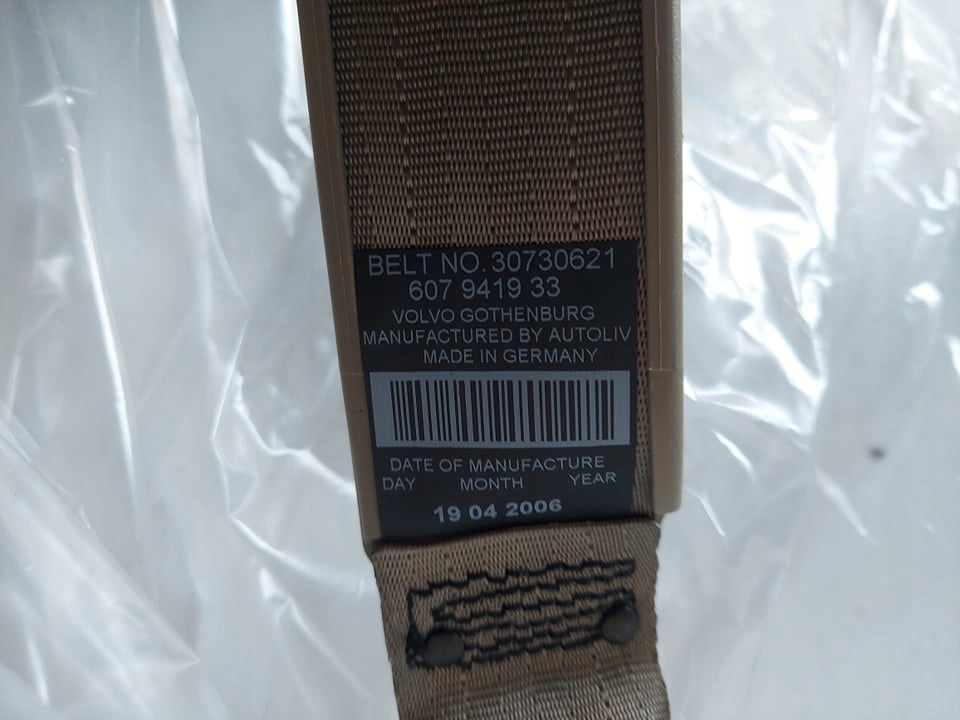 BELT NO. 30730621
607 9419 33
VOLVO GOTHENBURG
MANUFACTURED BY AUTOLIV
MADE IN GERMANY
DATE OF MANUFACTURE
DAY MONTH YEAR
19 04 2006